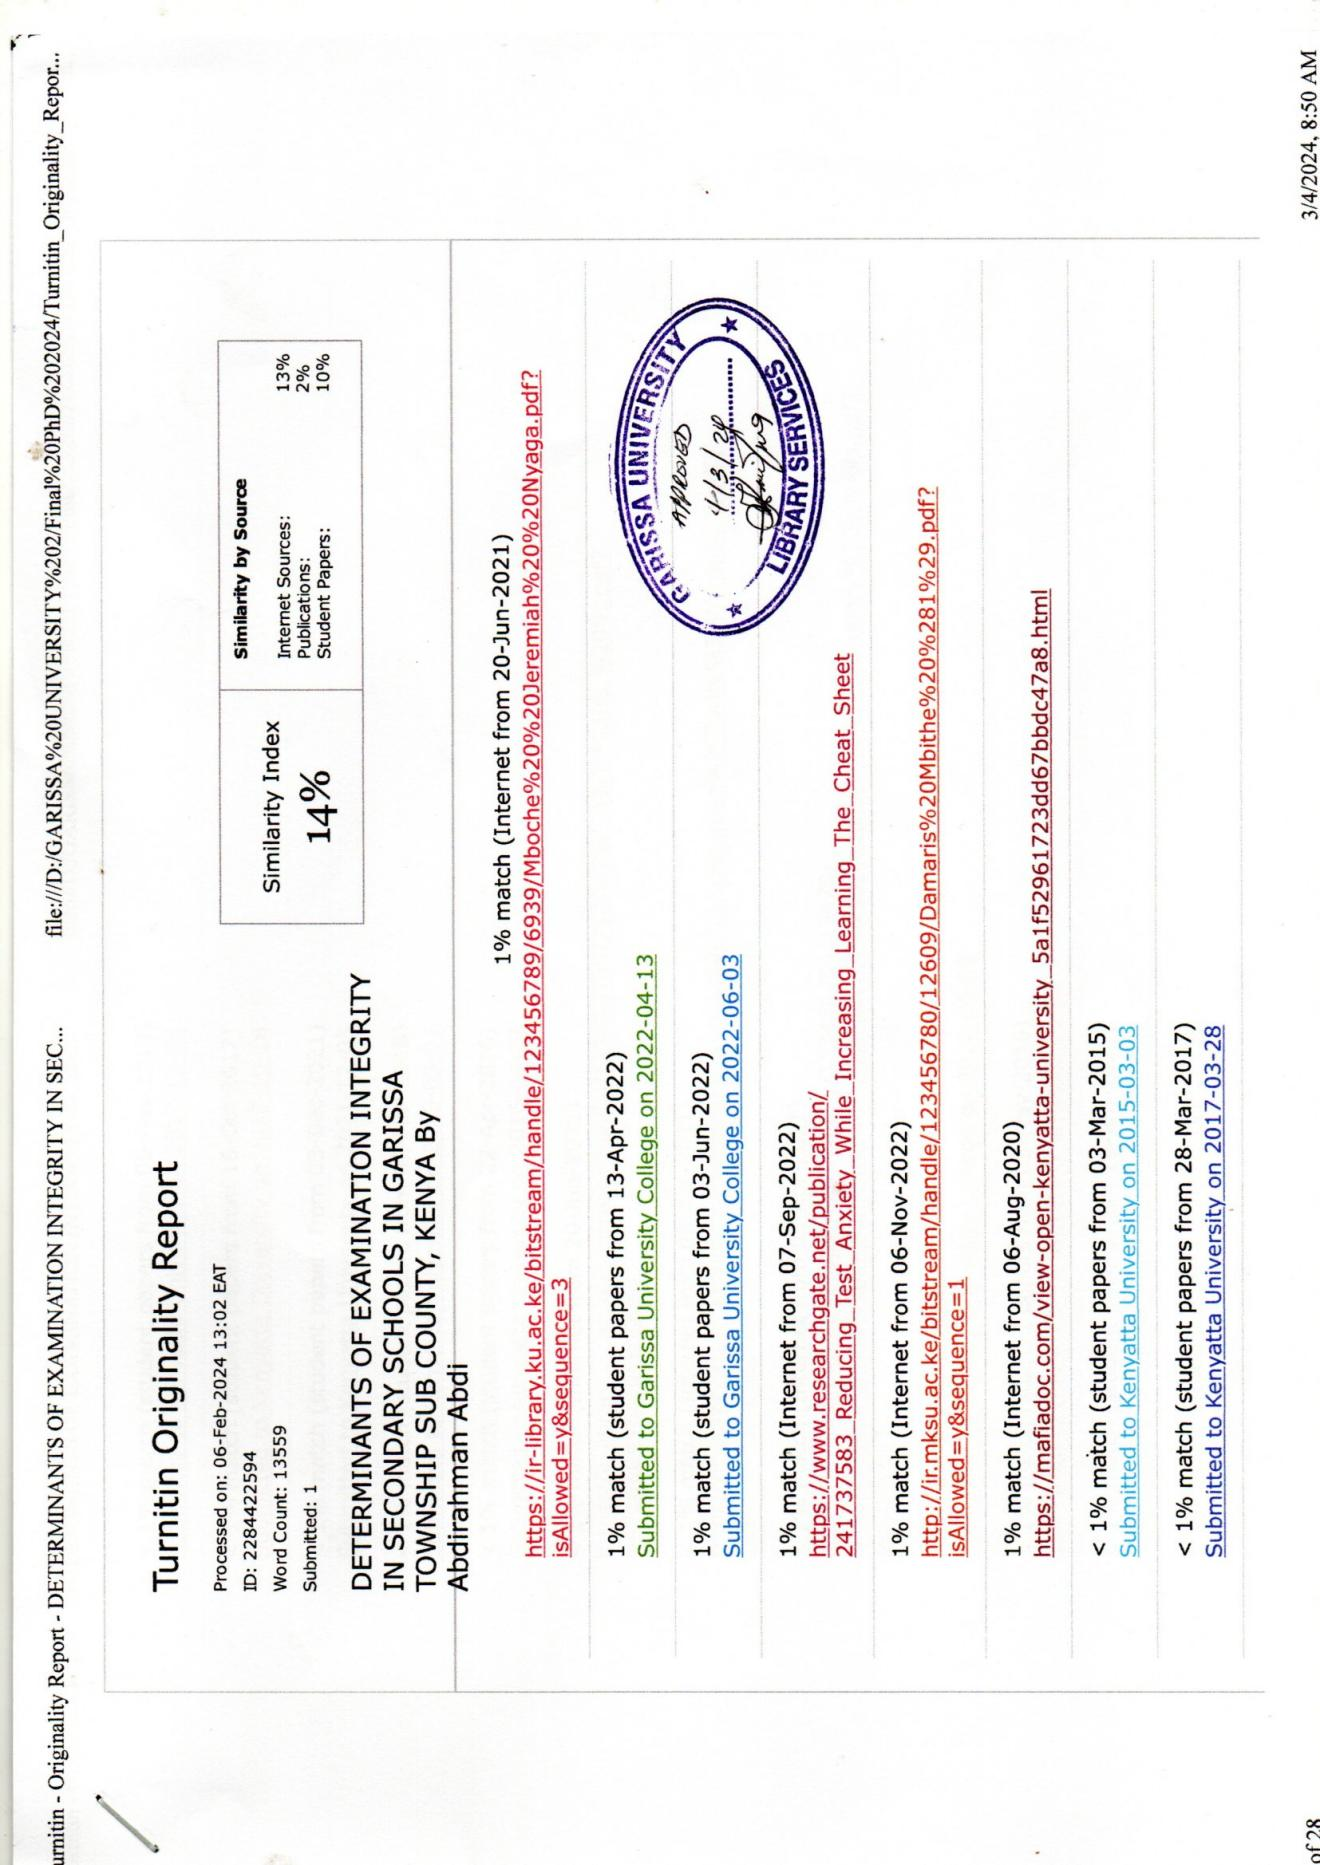 urnitin - Originality Report - DETERMINANTS OF EXAMINATION INTEGRITY IN SEC...
file:///D:/GARISSA%20UNIVERSITY%202/Final%20PhD%202024/Turnitin_Originality_Repor...
Turnitin Originality Report
Processed on: 06-Feb-2024 13:02 EAT
ID: 2284422594
Word Count: 13559
Submitted: 1
DETERMINANTS OF EXAMINATION INTEGRITY
IN SECONDARY SCHOOLS IN GARISSA
TOWNSHIP SUB COUNTY, KENYA By
Abdirahman Abdi
Similarity Index
14%
Similarity by Source
Internet Sources: 13%
Publications: 2%
Student Papers: 10%
1% match (Internet from 20-Jun-2021)
https://ir-library.ku.ac.ke/bitstream/handle/123456789/6939/Mboche%20%20Jeremiah%20%20Nyaga.pdf?
isAllowed=y&sequence=3
1% match (student papers from 13-Apr-2022)
Submitted to Garissa University College on 2022-04-13
1% match (student papers from 03-Jun-2022)
Submitted to Garissa University College on 2022-06-03
GARISSA UNIVERSITY
APPROVED
4/3/24
LIBRARY SERVICES
1% match (Internet from 07-Sep-2022)
https://www.researchgate.net/publication/
241737583_Reducing_Test_Anxiety_While_Increasing_Learning_The_Cheat_Sheet
1% match (Internet from 06-Nov-2022)
http://ir.mksu.ac.ke/bitstream/handle/123456780/12609/Damaris%20Mbithe%20%281%29.pdf?
isAllowed=y&sequence=1
1% match (Internet from 06-Aug-2020)
https://mafiadoc.com/view-open-kenyatta-university_5a1f52961723dd67bbdc47a8.html
< 1% match (student papers from 03-Mar-2015)
Submitted to Kenyatta University on 2015-03-03
< 1% match (student papers from 28-Mar-2017)
Submitted to Kenyatta University on 2017-03-28
of 28
3/4/2024, 8:50 AM